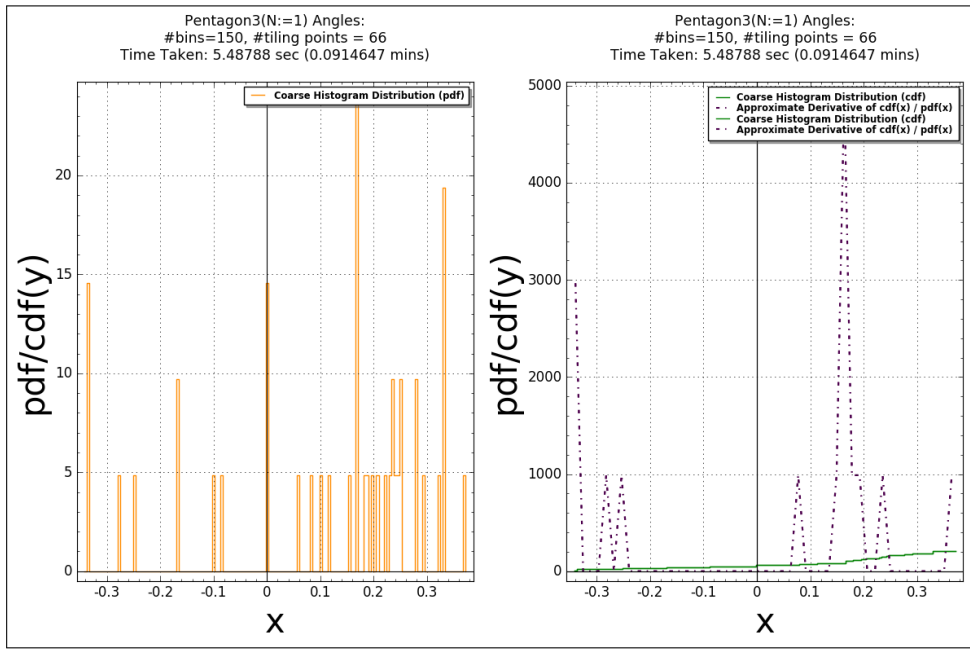 Pentagon3(N:=1) Angles:
#bins=150, #tiling points = 66
Time Taken: 5.48788 sec (0.0914647 mins)
Coarse Histogram Distribution (pdf)
20
15
10
5
0
pdf/cdf(y)
-0.3
-0.2
-0.1
0
0.1
0.2
0.3
x
Pentagon3(N:=1) Angles:
#bins=150, #tiling points = 66
Time Taken: 5.48788 sec (0.0914647 mins)
Coarse Histogram Distribution (cdf)
Approximate Derivative of cdf(x) / pdf(x)
Coarse Histogram Distribution (cdf)
Approximate Derivative of cdf(x) / pdf(x)
5000
4000
3000
2000
1000
0
pdf/cdf(y)
-0.3
-0.2
-0.1
0
0.1
0.2
0.3
x